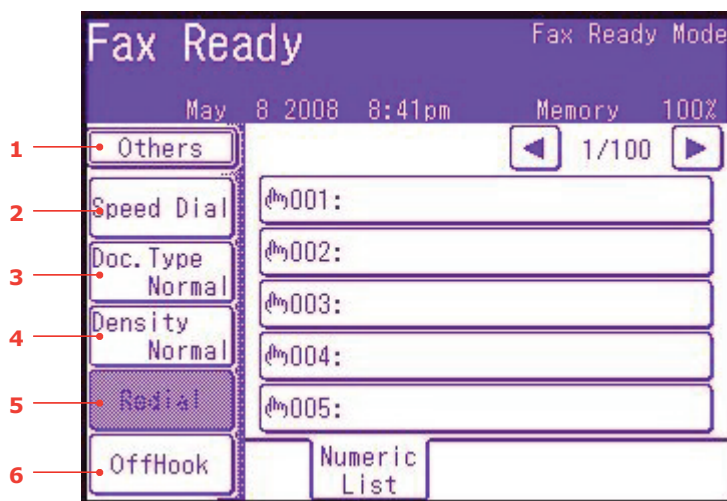 Fax Ready
Fax Ready Mode
May 8 2008 8:41pm Memory 100%
1
Others
1/100
2
Speed Dial
001:
3
Doc.Type
Normal
002:
003:
4
Density
Normal
004:
5
Redial
005:
6
OffHook
Numeric
List